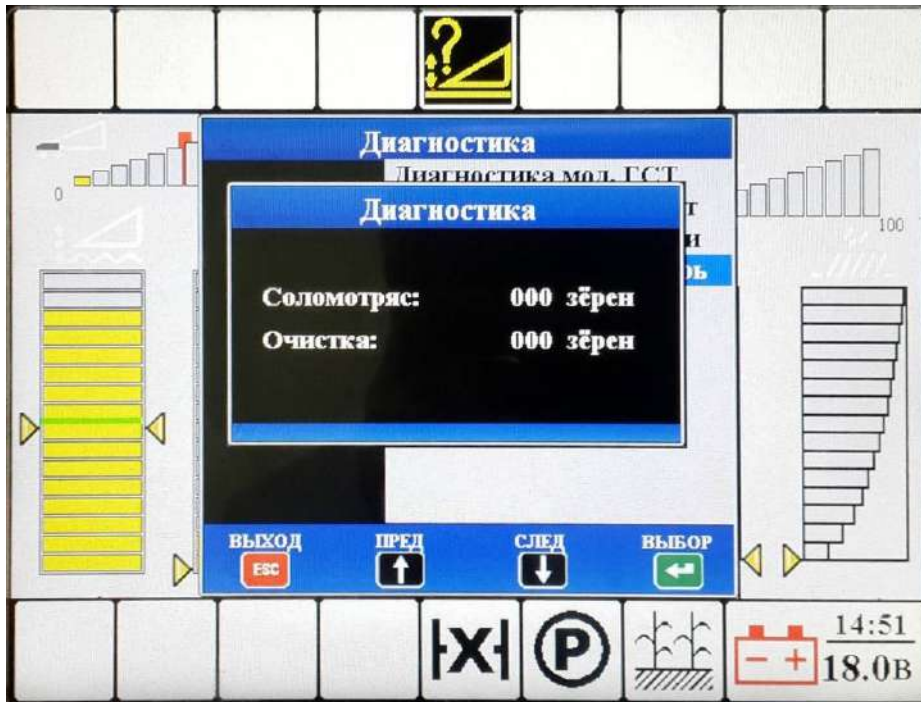 Диагностика
Диагностика мод. ГСТ
Диагностика
0
100
Соломотряс: 000 зёрен
Очистка: 000 зёрен
ВЫХОД ПРЕД СЛЕД ВЫБОР
ESC
X P
14:51
18.0В